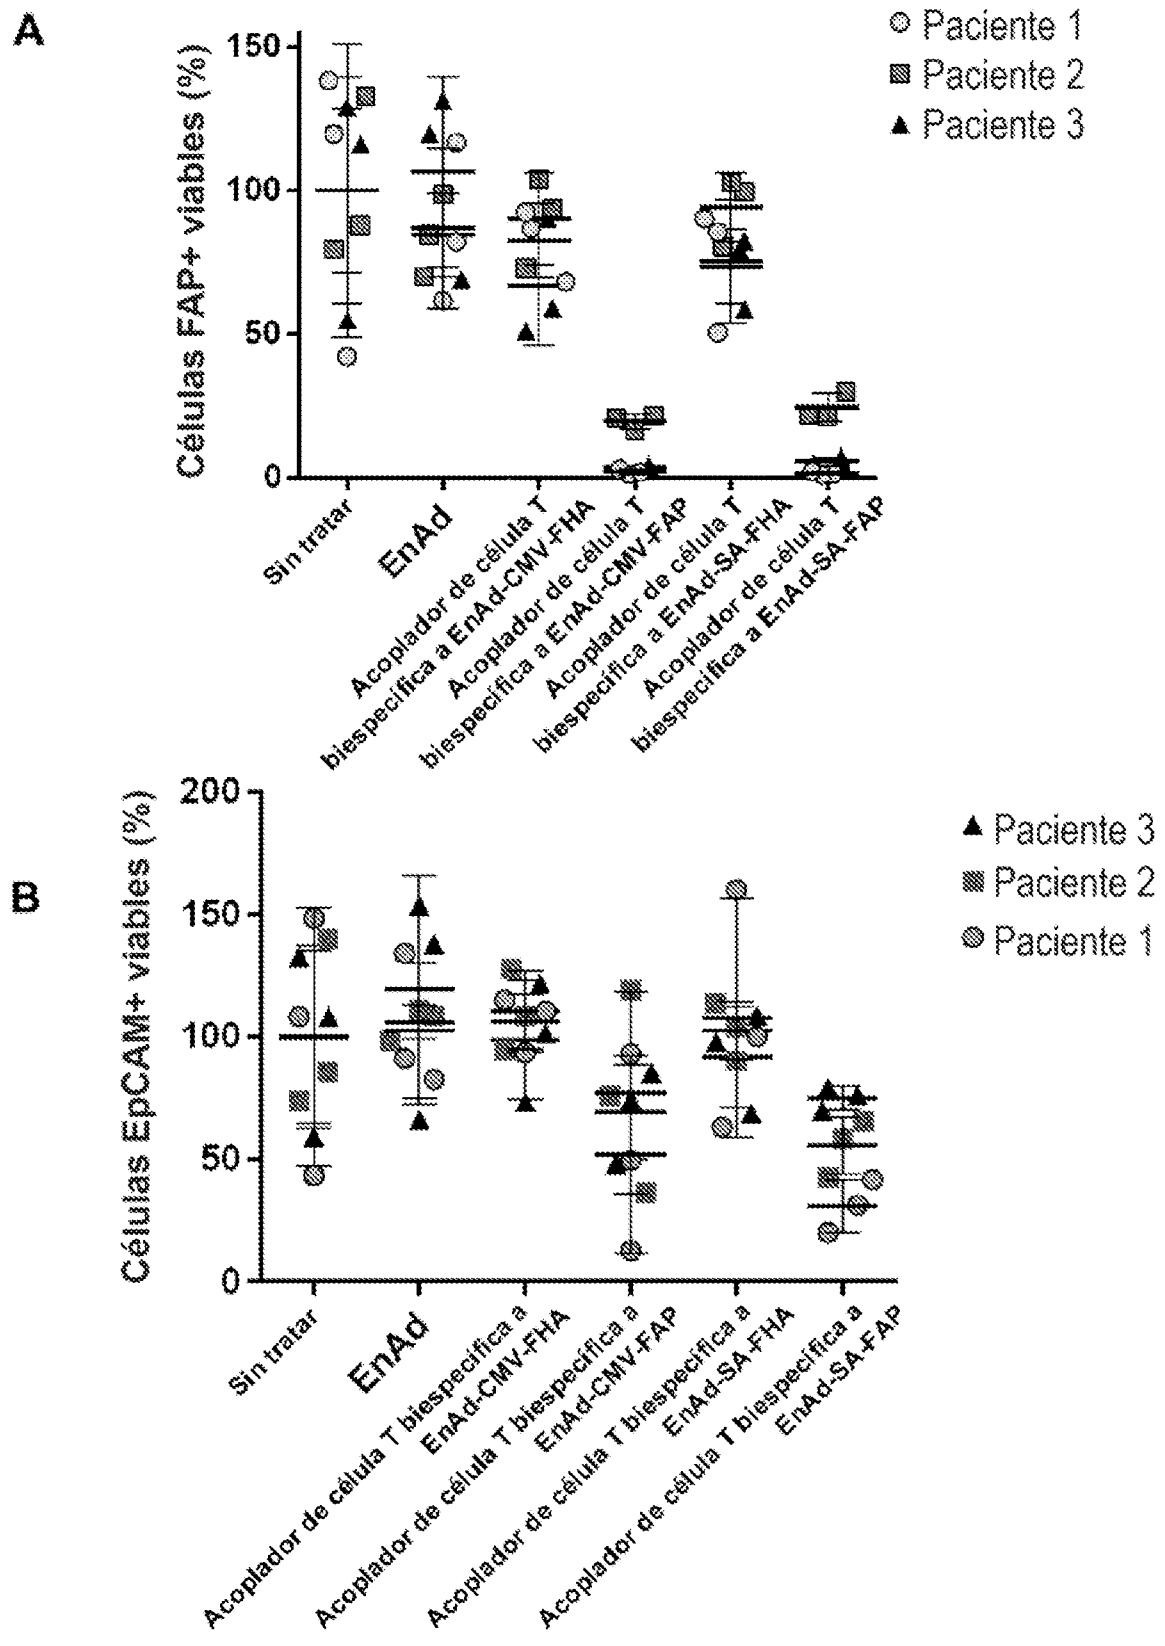 A
Células FAP+ viables (%)
150
100
50
0
Paciente 1
Paciente 2
Paciente 3
Sin tratar
EnAd
Acoplador de célula T
biespecífica a EnAd-CMV-FHA
Acoplador de célula T
biespecífica a EnAd-CMV-FAP
Acoplador de célula T
biespecífica a EnAd-SA-FHA
Acoplador de célula T
biespecífica a EnAd-SA-FAP
B
Células EpCAM+ viables (%)
200
150
100
50
0
Paciente 3
Paciente 2
Paciente 1
Sin tratar
EnAd
Acoplador de célula T biespecífica a
EnAd-CMV-FHA
Acoplador de célula T biespecífica a
EnAd-CMV-FAP
Acoplador de célula T biespecífica a
EnAd-SA-FHA
Acoplador de célula T biespecífica a
EnAd-SA-FAP